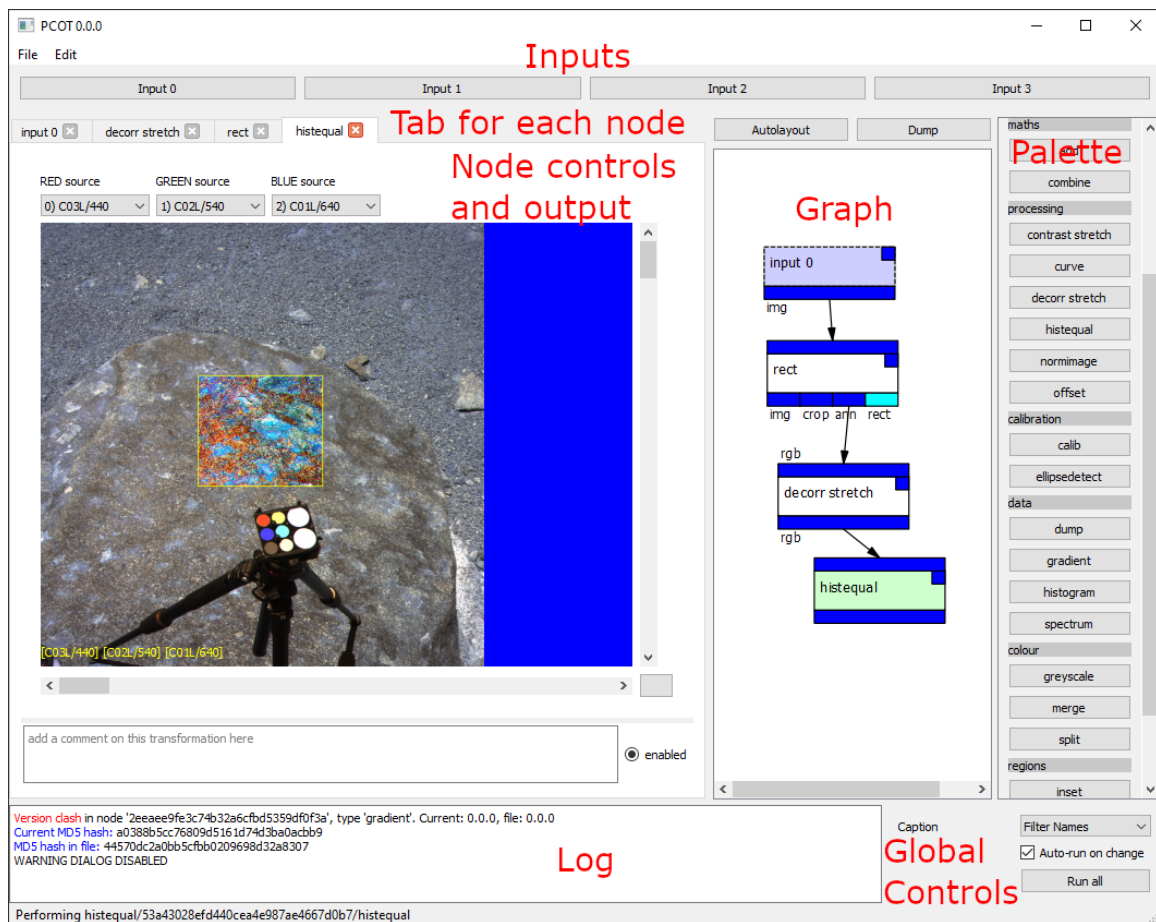 PCOT 0.0.0
File Edit
Inputs
Input 0 Input 1 Input 2 Input 3
input 0 decorr stretch rect histequal
Tab for each node
Autolayout Dump
Node controls
and output
RED source GREEN source BLUE source
0) C03L/440 1) C02L/540 2) C01L/640
[C03L/440] [C02L/540] [C01L/640]
add a comment on this transformation here
enabled
Graph
input 0
img
rect
img crop ann rect
rgb
decorr stretch
rgb
histequal
maths
Palette
add
combine
processing
contrast stretch
curve
decorr stretch
histequal
normimage
offset
calibration
calib
ellipsedetect
data
dump
gradient
histogram
spectrum
colour
greyscale
merge
split
regions
inset
Version clash in node '2eeaee9fe3c74b32a6cfbd5359df0f3a', type 'gradient'. Current: 0.0.0, file: 0.0.0
Current MD5 hash: a0388b5cc76809d5161d74d3ba0acbb9
MD5 hash in file: 44570dc2a0bb5cfbb0209698d32a8307
WARNING DIALOG DISABLED
Log
Caption
Filter Names
Global
Controls
Auto-run on change
Run all
Performing histequal/53a43028efd440cea4e987ae4667d0b7/histequal